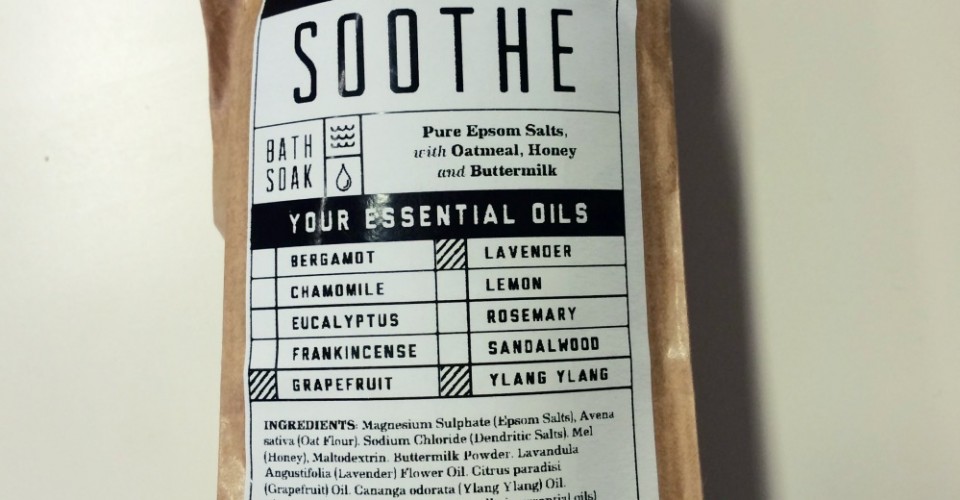 SOOTHE
BATH
SOAK
Pure Epsom Salts,
with Oatmeal, Honey
and Buttermilk
YOUR ESSENTIAL OILS
BERGAMOT
CHAMOMILE
EUCALYPTUS
FRANKINCENSE
GRAPEFRUIT
LAVENDER
LEMON
ROSEMARY
SANDALWOOD
YLANG YLANG
INGREDIENTS: Magnesium Sulphate (Epsom Salts), Avena
sativa (Oat Flour). Sodium Chloride (Dendritic Salts). Mel
(Honey), Maltodextrin. Buttermilk Powder. Lavandula
Angustifolia (Lavender) Flower Oil. Citrus paradisi
(Grapefruit) Oil. Cananga odorata (Ylang Ylang) Oil.
essential oils)